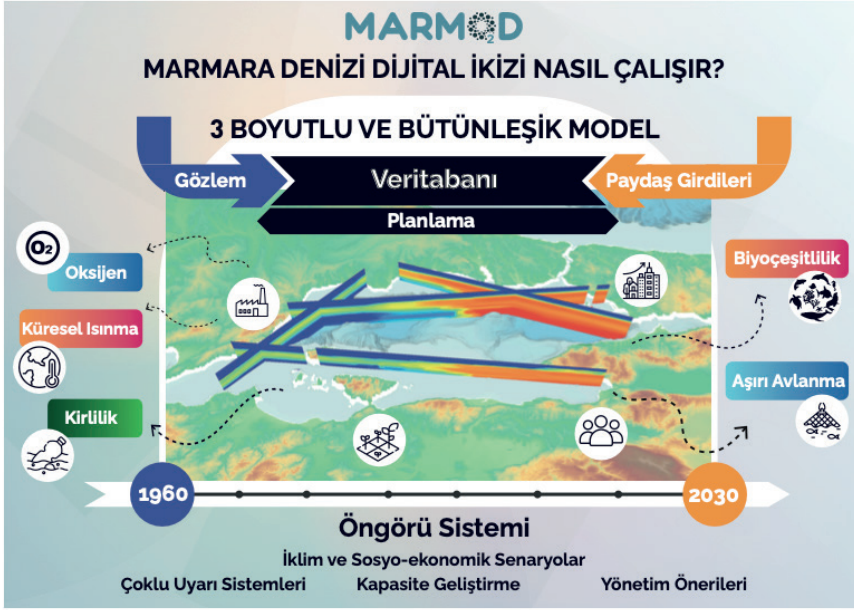 MARMO2D
MARMARA DENİZİ DİJİTAL İKİZİ NASIL ÇALIŞIR?
3 BOYUTLU VE BÜTÜNLEŞİK MODEL
Gözlem
Veritabanı
Paydaş Girdileri
Planlama
O2
Oksijen
Biyoçeşitlilik
Küresel Isınma
Aşırı Avlanma
Kirlilik
1960
2030
Öngörü Sistemi
İklim ve Sosyo-ekonomik Senaryolar
Çoklu Uyarı Sistemleri
Kapasite Geliştirme
Yönetim Önerileri